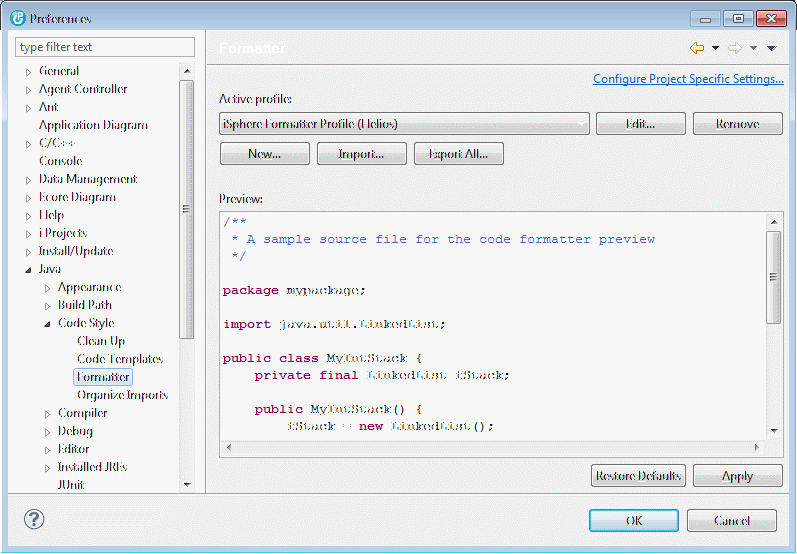 Preferences
type filter text
General
Agent Controller
Ant
Application Diagram
C/C++
Console
Data Management
Ecore Diagram
Help
i Projects
Install/Update
Java
Appearance
Build Path
Code Style
Clean Up
Code Templates
Formatter
Organize Imports
Compiler
Debug
Editor
Installed JREs
JUnit
Formatter
Configure Project Specific Settings...
Active profile:
iSphere Formatter Profile (Helios)
Edit...
Remove
New...
Import...
Export All...
Preview:
/**
 * A sample source file for the code formatter preview
 */
package mypackage;
import java.util.LinkedList;
public class MyIntStack {
    private final LinkedList fStack;
    public MyIntStack() {
        fStack = new LinkedList();
Restore Defaults
Apply
?
OK
Cancel